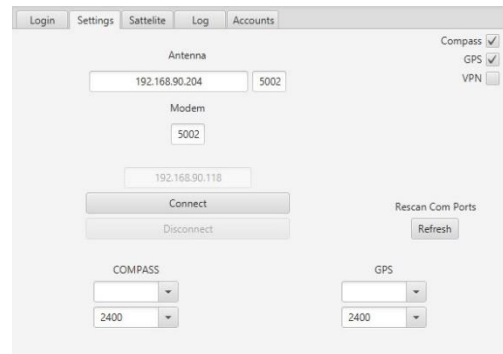 Login Settings Sattelite Log Accounts
Compass
Antenna
GPS
192.168.90.204 5002
VPN
Modem
5002
192.168.90.118
Connect
Rescan Com Ports
Disconnect
Refresh
COMPASS GPS
2400 2400